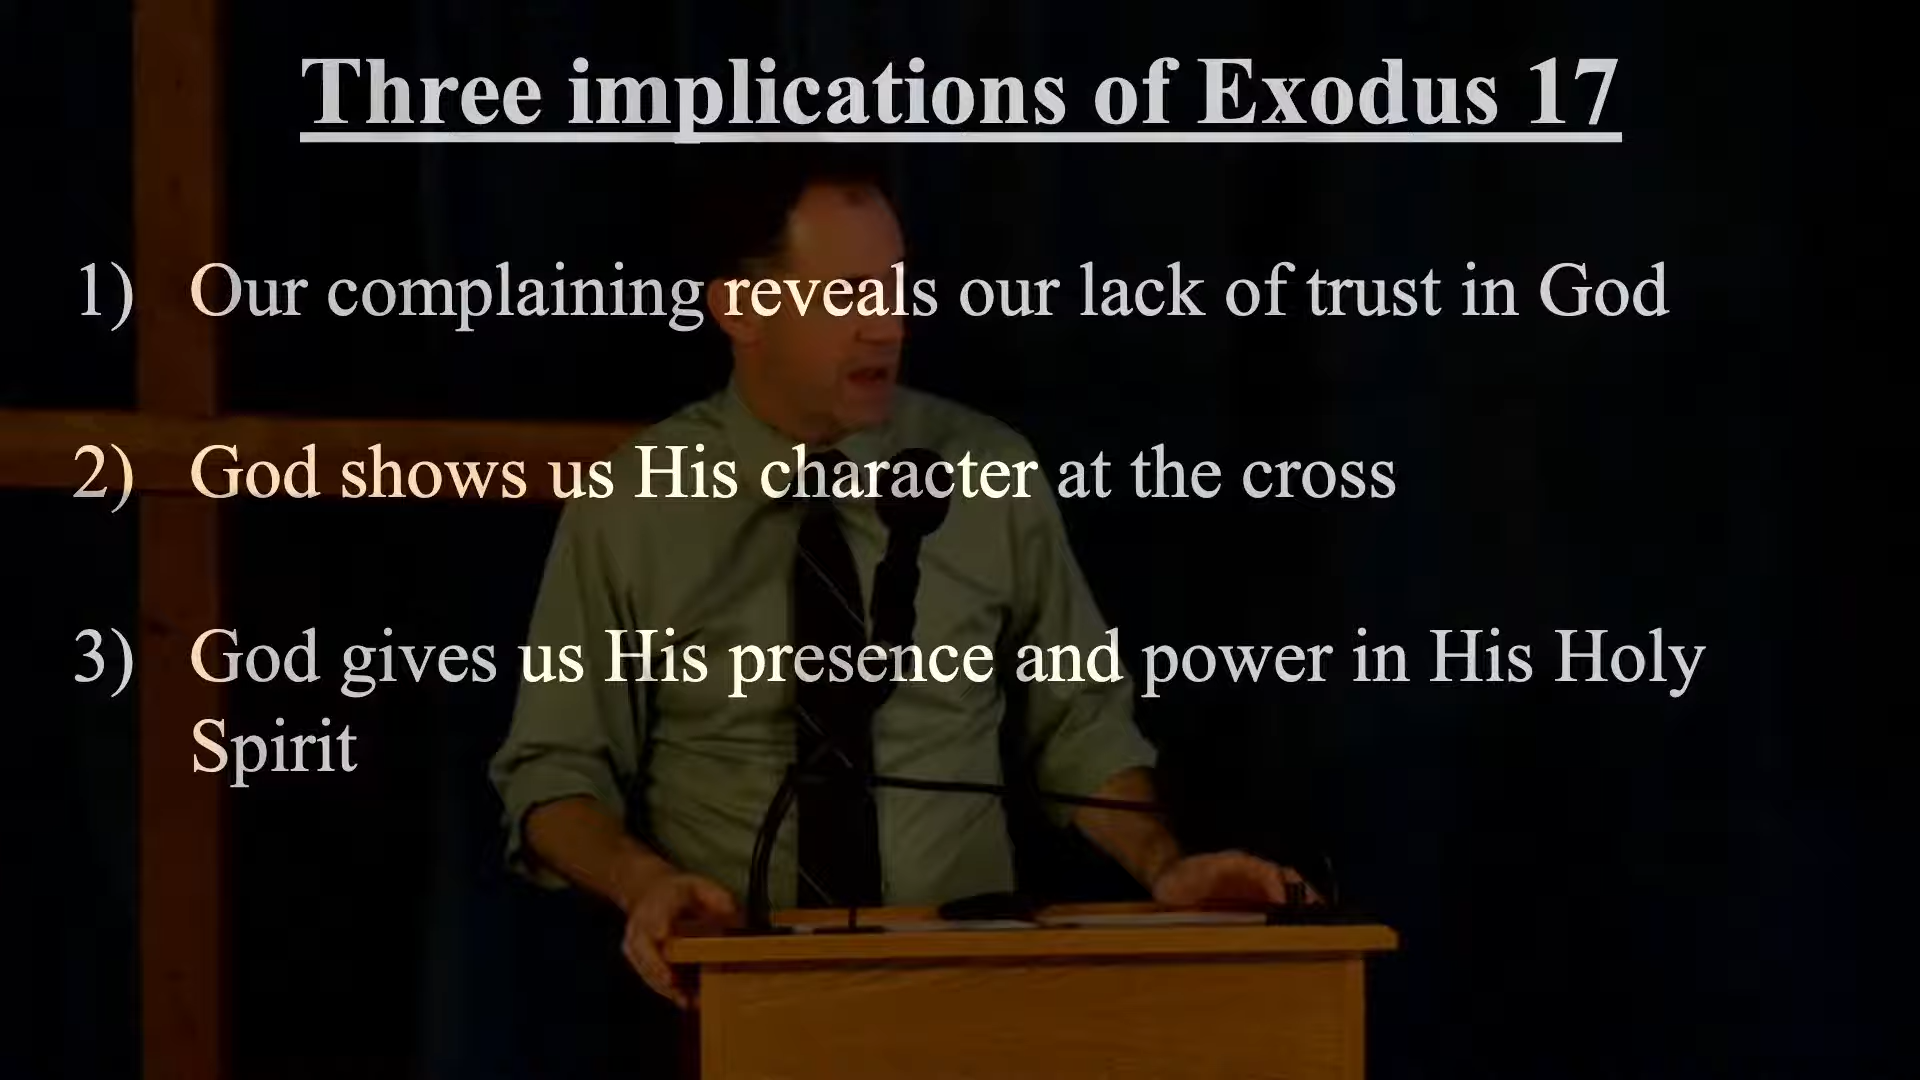 Three implications of Exodus 17
1) Our complaining reveals our lack of trust in God
2) God shows us His character at the cross
3) God gives us His presence and power in His Holy
Spirit